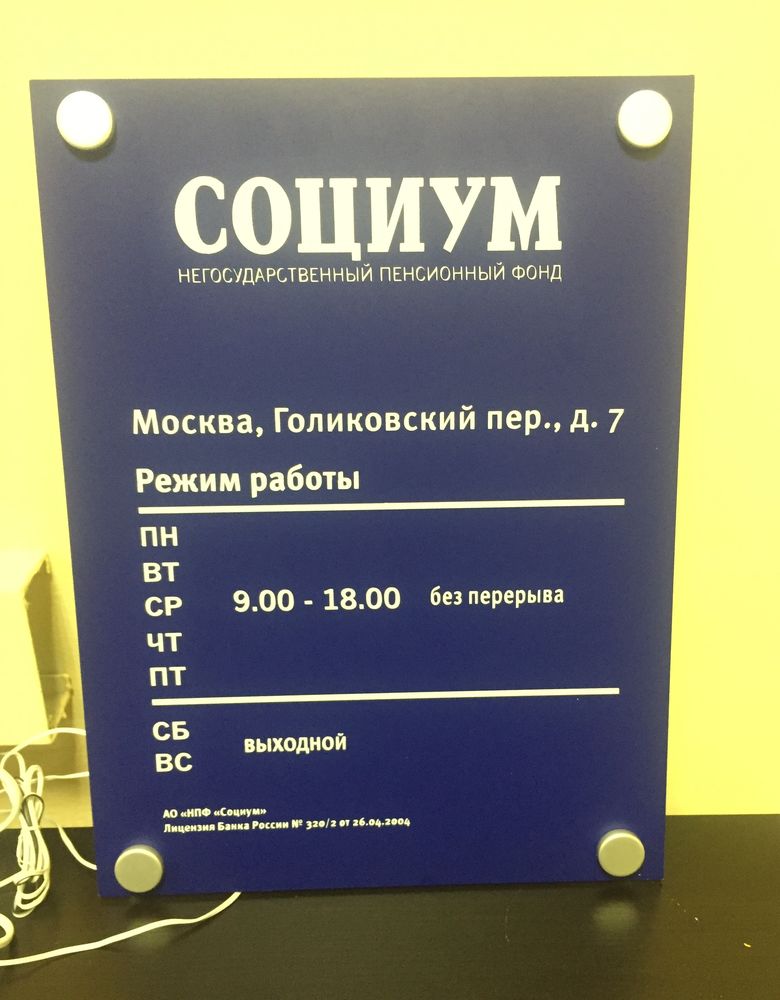 СОЦИУМ
НЕГОСУДАРСТВЕННЫЙ ПЕНСИОННЫЙ ФОНД
Москва, Голиковский пер., д. 7
Режим работы
ПН
ВТ
СР 9.00 - 18.00 без перерыва
ЧТ
ПТ
СБ
ВС выходной
АО «НПФ «Социум»
Лицензия Банка России № 320/2 от 26.04.2004